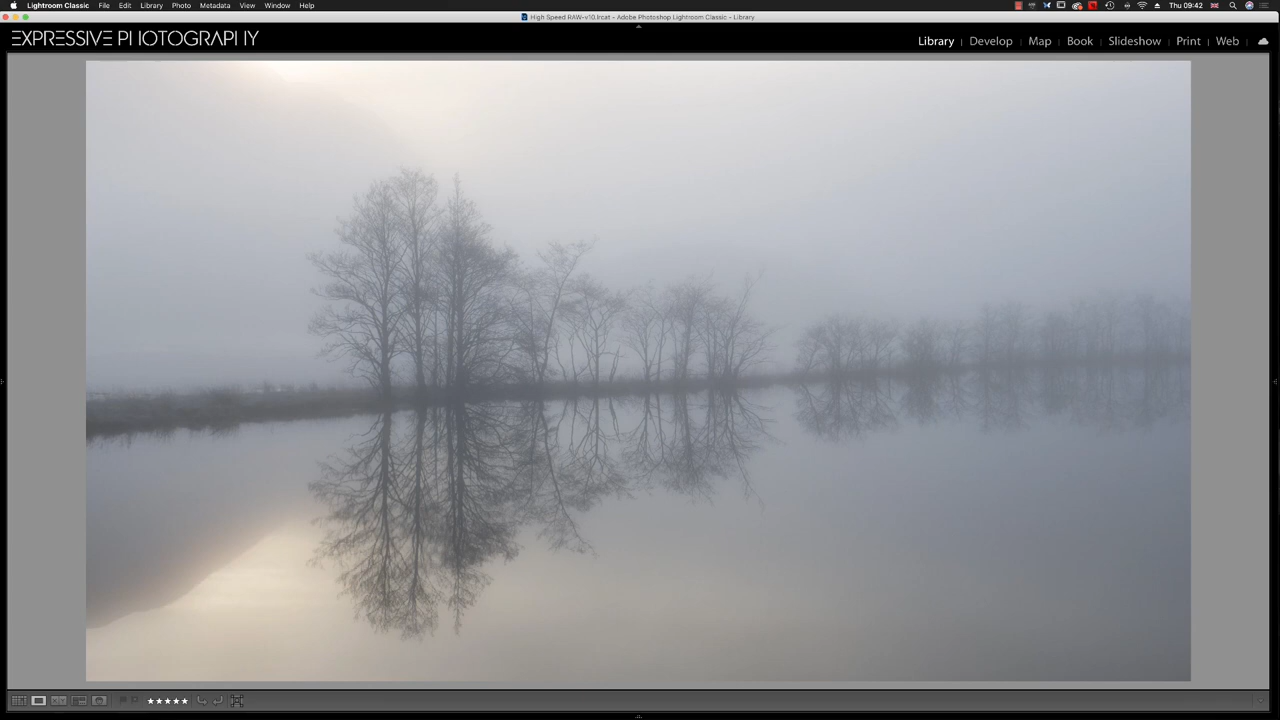 Lightroom Classic File Edit Library Photo Metadata View Window Help Thu 09:42
High Speed RAW-v10.lrcat - Adobe Photoshop Lightroom Classic - Library
EXPRESSIVE PHOTOGRAPHY Library | Develop | Map | Book | Slideshow | Print | Web